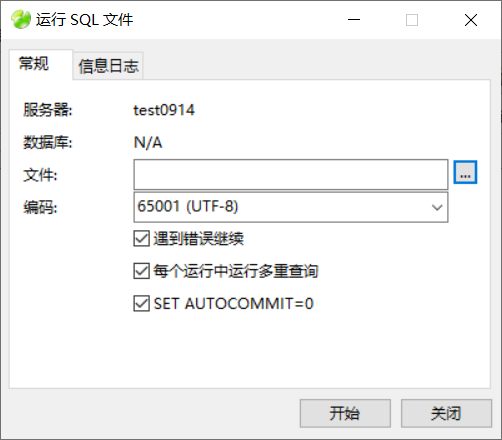 运行 SQL 文件
常规
信息日志
服务器: test0914
数据库: N/A
文件: ...
编码: 65001 (UTF-8)
遇到错误继续
每个运行中运行多重查询
SET AUTOCOMMIT=0
开始 关闭